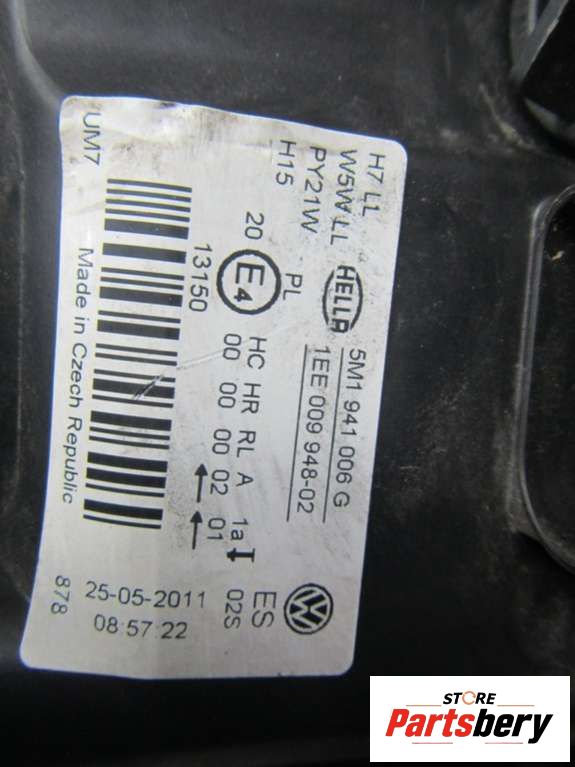 H7 LL HELLA 5M1 941 006 G
W5W LL 1EE 009 948-02
PY21W PL
H15
HC HR RL A 1a ES
20 E4 00 00 00 02 01 02S
13150
25-05-2011
08:57:22
UM7 Made in Czech Republic 878
STORE
Partsbery